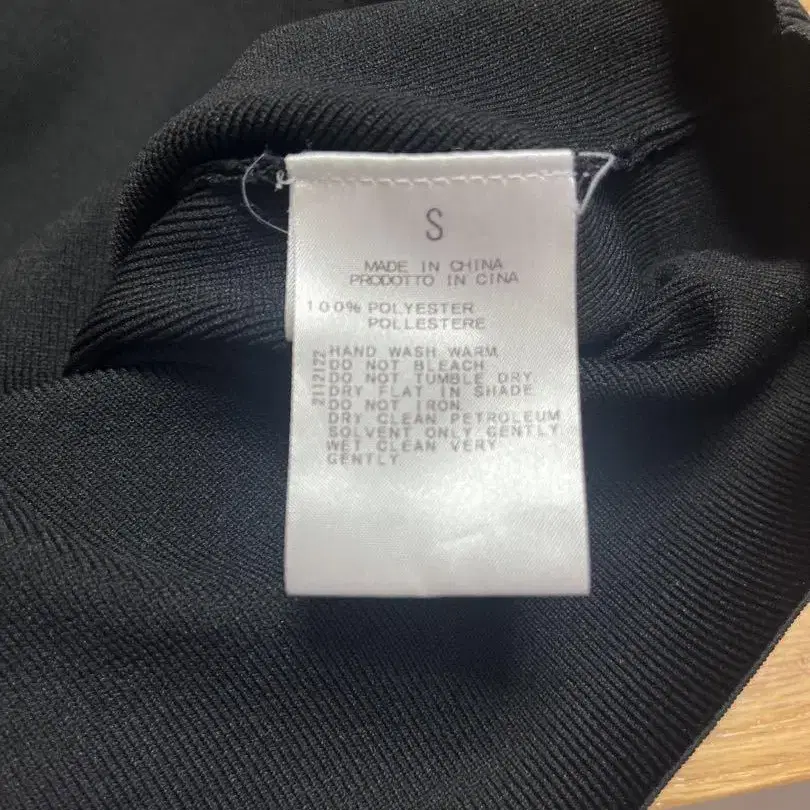 S
MADE IN CHINA
PRODOTTO IN CINA
100% POLYESTER
POLLESTERE
2112122
HAND WASH WARM
DO NOT BLEACH
DO NOT TUMBLE DRY
DRY FLAT IN SHADE
DO NOT IRON
DRY CLEAN PETROLEUM
SOLVENT ONLY GENTLY
WET CLEAN VERY
GENTLY